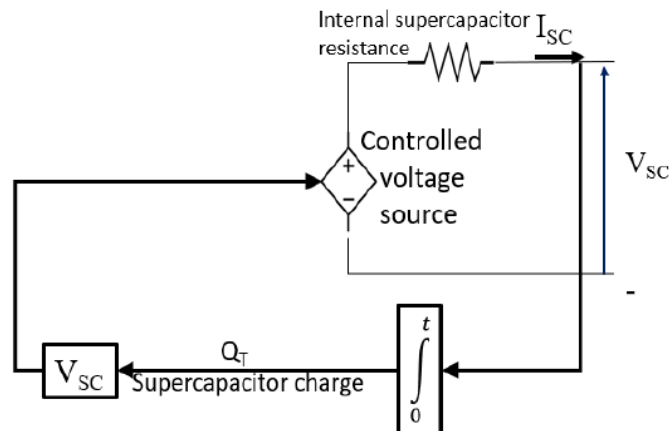 Internal supercapacitor
resistance
I_SC
+
Controlled
voltage
source
-
V_SC
-
t
∫
0
Q_T
V_SC
Supercapacitor charge